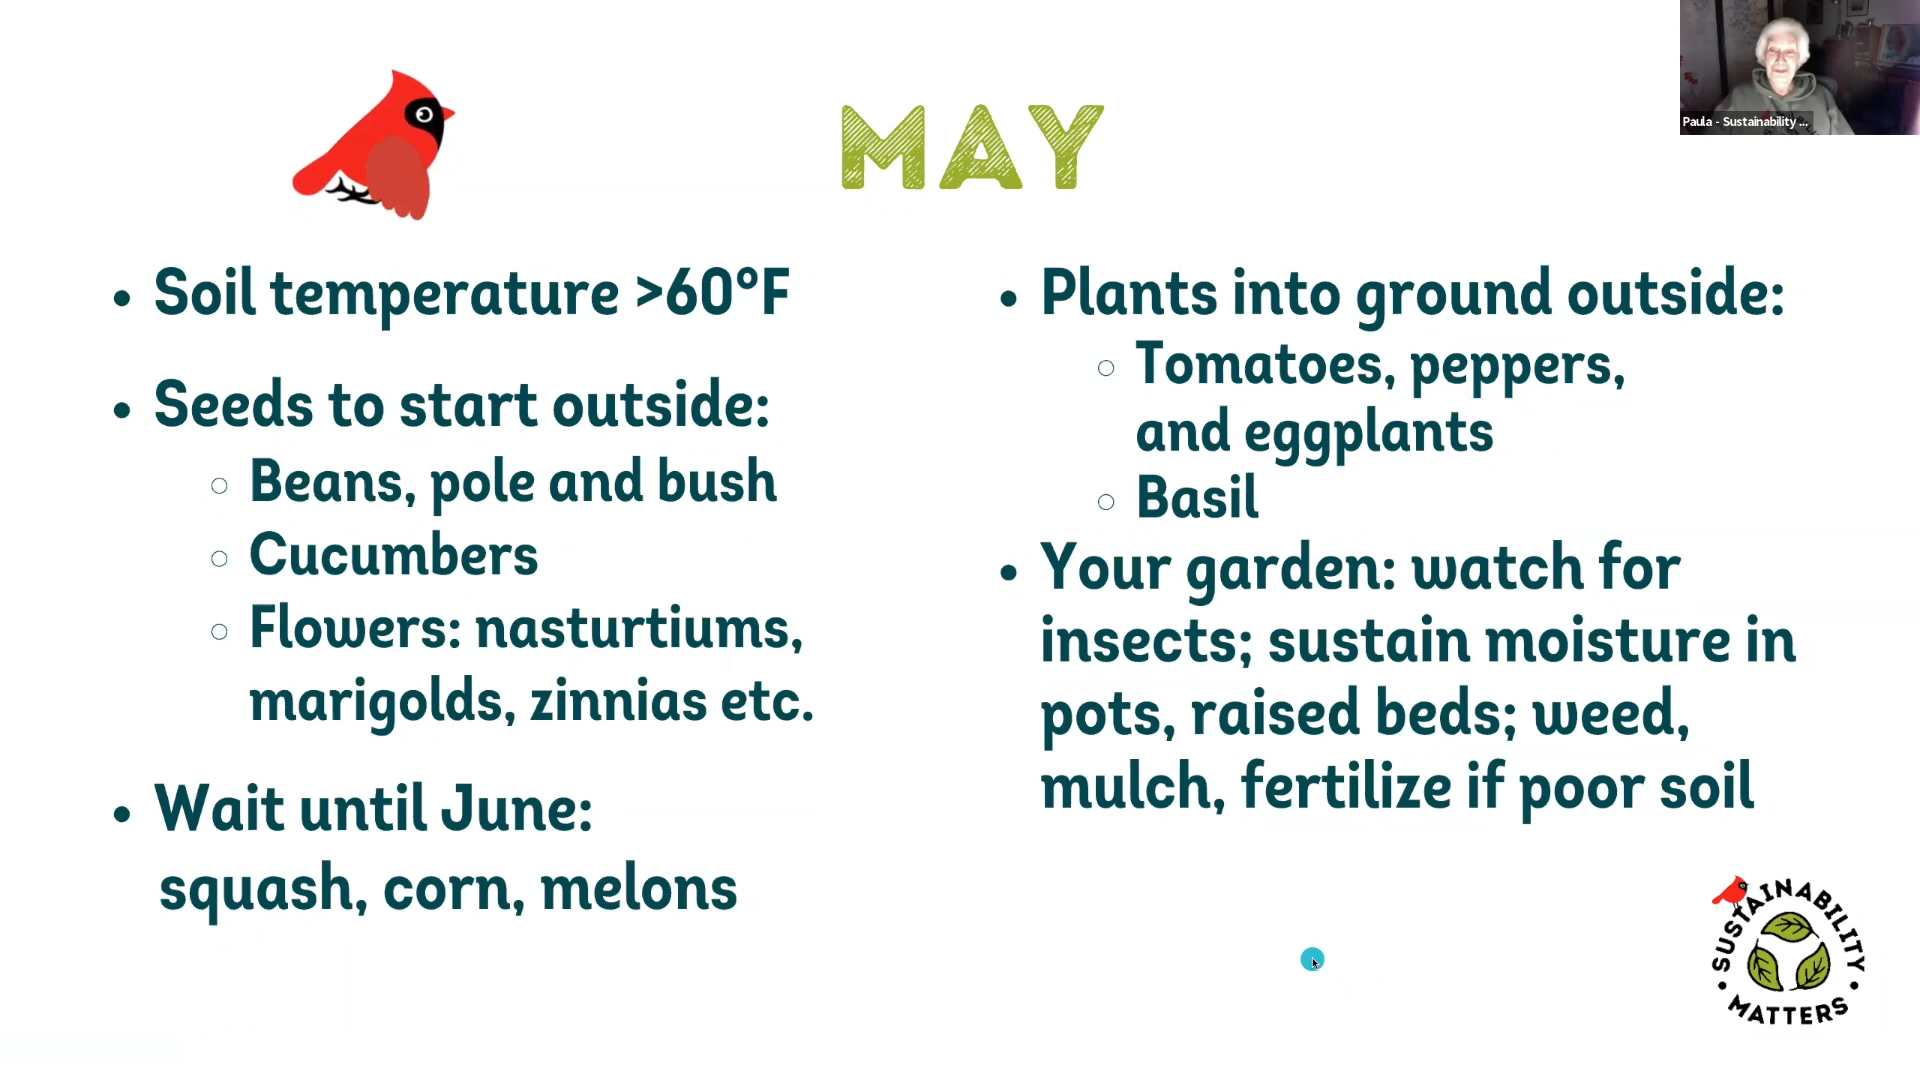 MAY
Paula - Sustainability ...
• Soil temperature >60°F
• Seeds to start outside:
○ Beans, pole and bush
○ Cucumbers
○ Flowers: nasturtiums,
marigolds, zinnias etc.
• Wait until June:
squash, corn, melons
• Plants into ground outside:
○ Tomatoes, peppers,
and eggplants
○ Basil
• Your garden: watch for
insects; sustain moisture in
pots, raised beds; weed,
mulch, fertilize if poor soil
SUSTAINABILITY
• MATTERS •